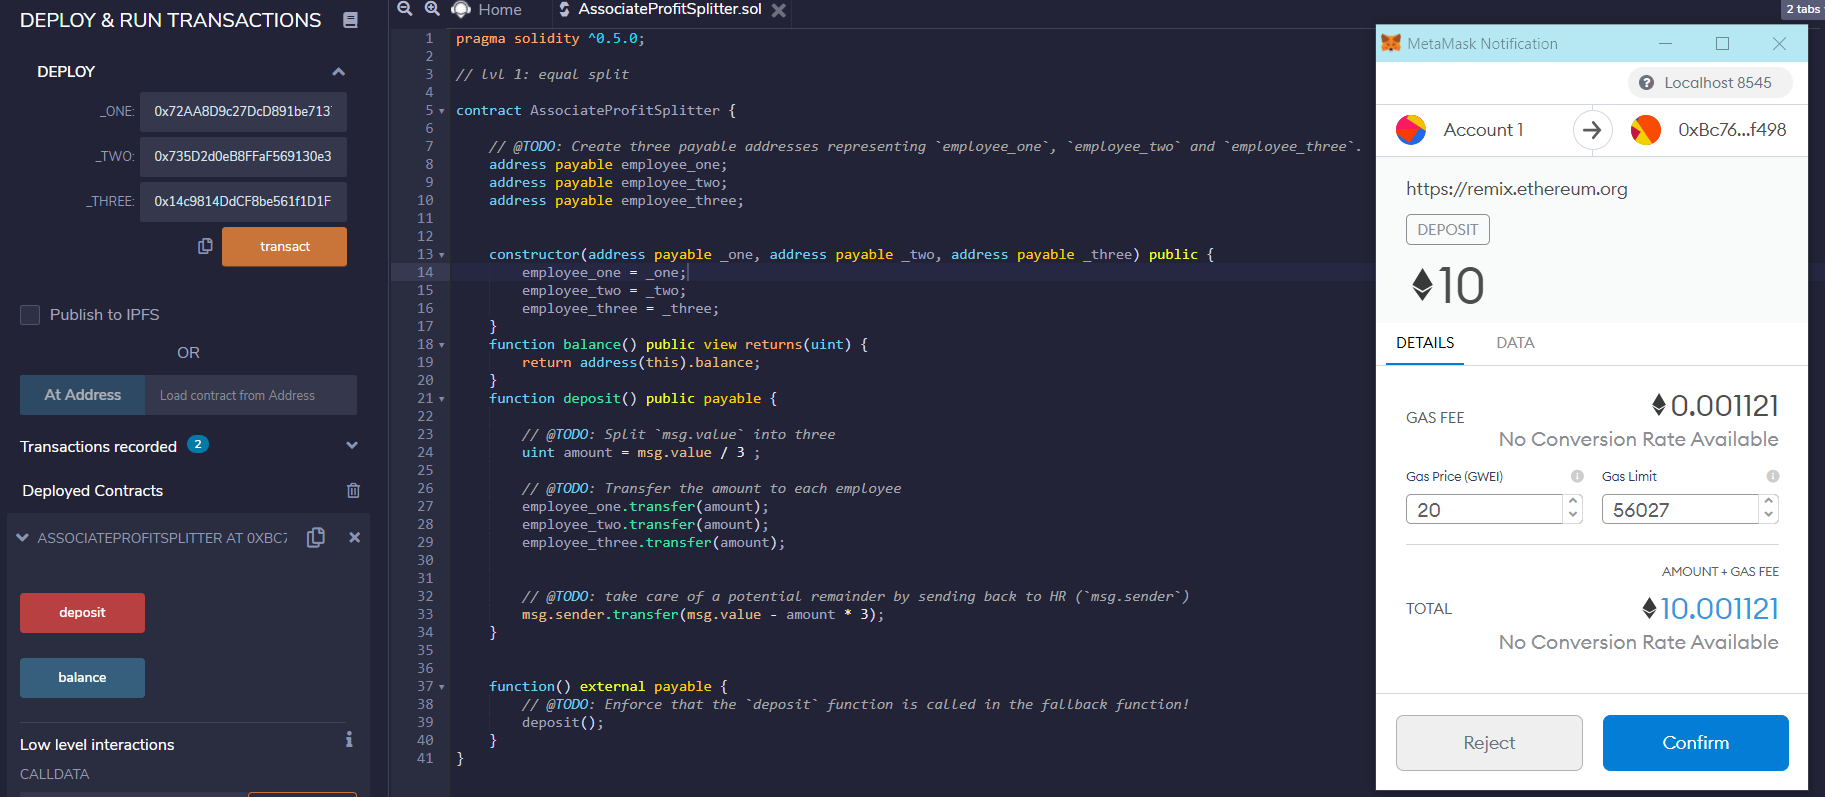 DEPLOY & RUN TRANSACTIONS
DEPLOY
_ONE: 0x72AA8D9c27DcD891be713
_TWO: 0x735D2d0eB8FFaF569130e3
_THREE: 0x14c9814DdCF8be561f1D1F
transact
Publish to IPFS
OR
At Address Load contract from Address
Transactions recorded 2
Deployed Contracts
ASSOCIATEPROFITSPLITTER AT 0XBC7
deposit
balance
Low level interactions
CALLDATA
Home AssociateProfitSplitter.sol
2 tabs
1 pragma solidity ^0.5.0;
2
3 // lvl 1: equal split
4
5 contract AssociateProfitSplitter {
6
7 // @TODO: Create three payable addresses representing `employee_one`, `employee_two` and `employee_three`.
8 address payable employee_one;
9 address payable employee_two;
10 address payable employee_three;
11
12
13 constructor(address payable _one, address payable _two, address payable _three) public {
14 employee_one = _one;
15 employee_two = _two;
16 employee_three = _three;
17 }
18 function balance() public view returns(uint) {
19 return address(this).balance;
20 }
21 function deposit() public payable {
22
23 // @TODO: Split `msg.value` into three
24 uint amount = msg.value / 3 ;
25
26 // @TODO: Transfer the amount to each employee
27 employee_one.transfer(amount);
28 employee_two.transfer(amount);
29 employee_three.transfer(amount);
30
31
32 // @TODO: take care of a potential remainder by sending back to HR (`msg.sender`)
33 msg.sender.transfer(msg.value - amount * 3);
34 }
35
36
37 function() external payable {
38 // @TODO: Enforce that the `deposit` function is called in the fallback function!
39 deposit();
40 }
41 }
MetaMask Notification
Localhost 8545
Account 1 0xBc76...f498
https://remix.ethereum.org
DEPOSIT
10
DETAILS DATA
GAS FEE 0.001121
No Conversion Rate Available
Gas Price (GWEI) Gas Limit
20 56027
AMOUNT + GAS FEE
TOTAL 10.001121
No Conversion Rate Available
Reject Confirm